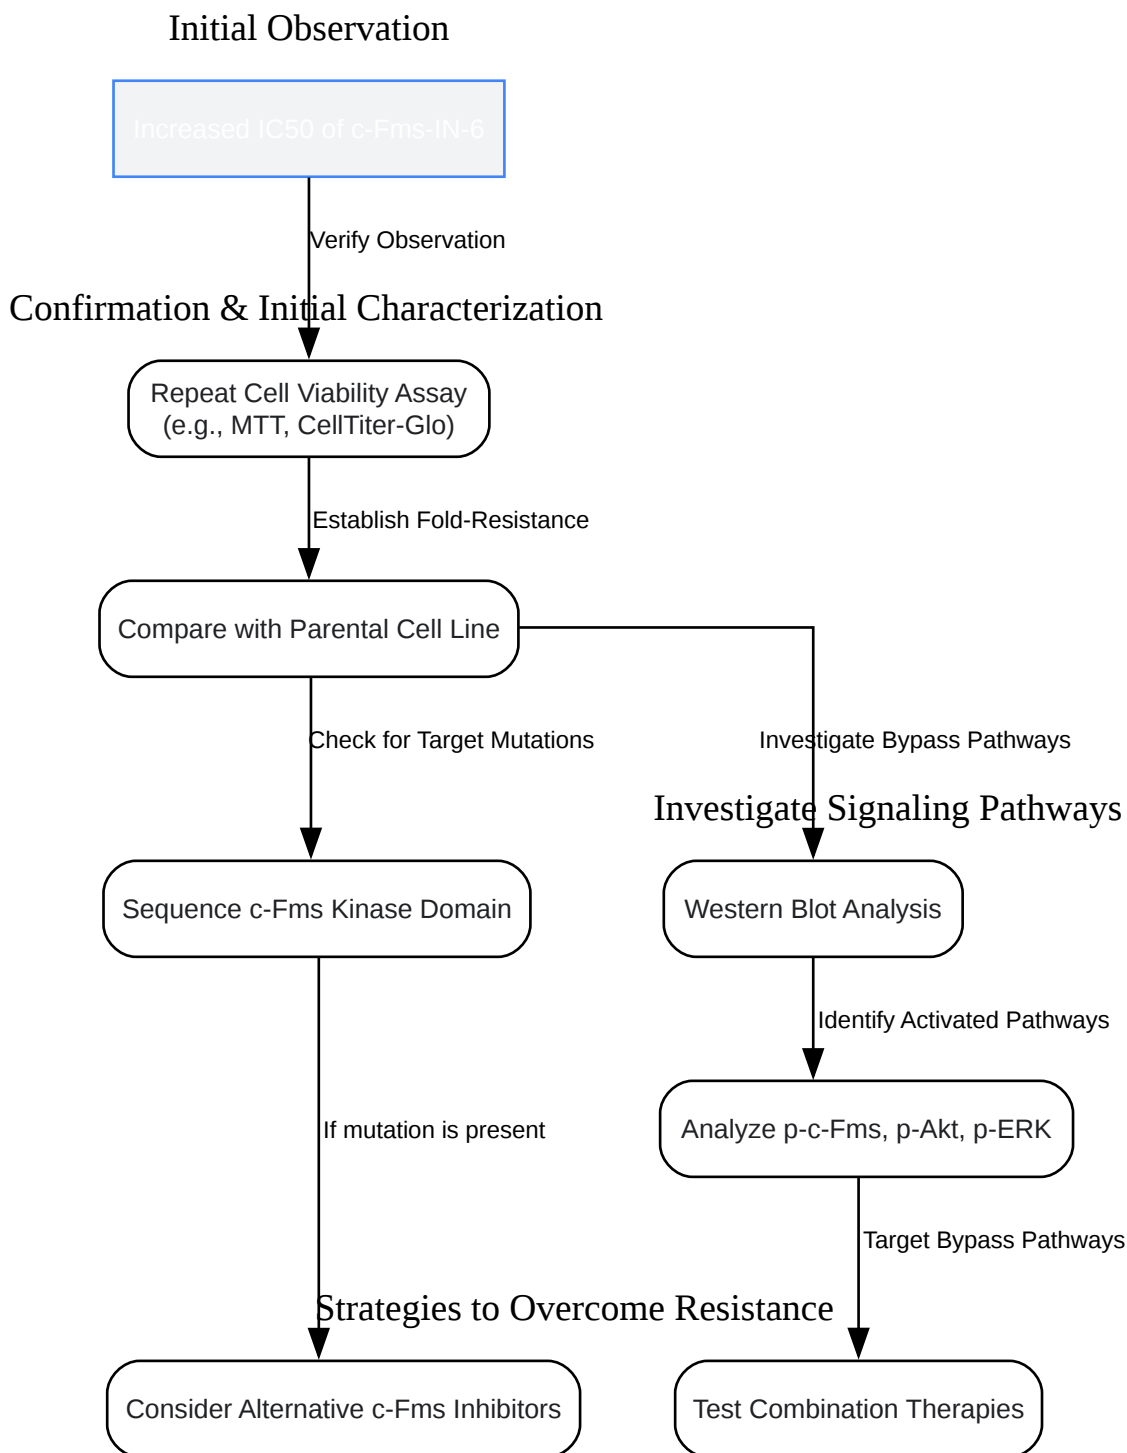 Initial Observation
Increased IC50 of c-Fms-IN-6
Verify Observation
Confirmation & Initial Characterization
Repeat Cell Viability Assay
(e.g., MTT, CellTiter-Glo)
Establish Fold-Resistance
Compare with Parental Cell Line
Check for Target Mutations
Investigate Bypass Pathways
Investigate Signaling Pathways
Sequence c-Fms Kinase Domain
Western Blot Analysis
Identify Activated Pathways
Analyze p-c-Fms, p-Akt, p-ERK
If mutation is present
Target Bypass Pathways
Strategies to Overcome Resistance
Consider Alternative c-Fms Inhibitors
Test Combination Therapies